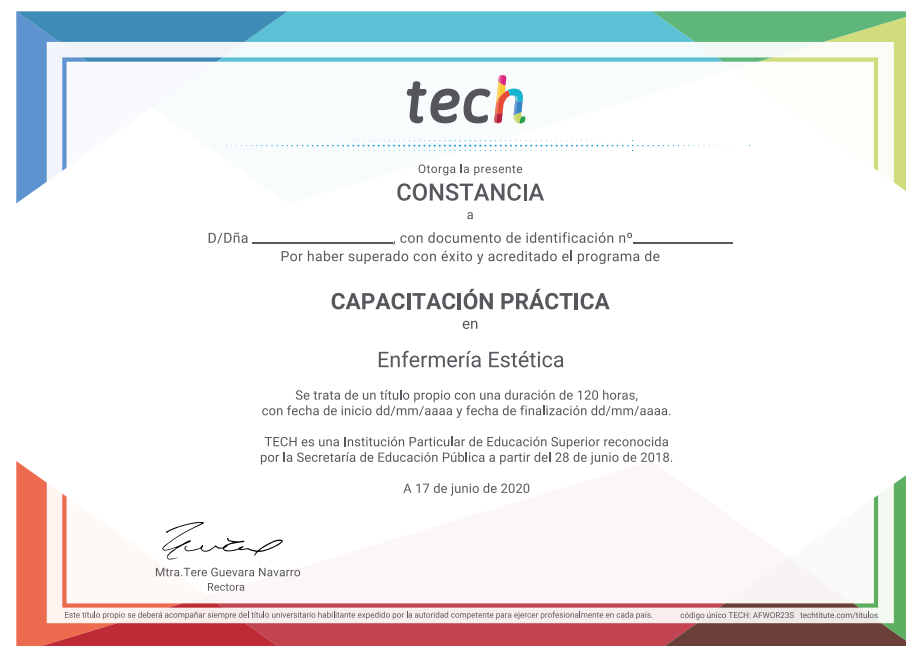 tech
Otorga la presente
CONSTANCIA
a
D/Dña ____________________, con documento de identificación nº______________
Por haber superado con éxito y acreditado el programa de
CAPACITACIÓN PRÁCTICA
en
Enfermería Estética
Se trata de un título propio con una duración de 120 horas,
con fecha de inicio dd/mm/aaaa y fecha de finalización dd/mm/aaaa.
TECH es una Institución Particular de Educación Superior reconocida
por la Secretaría de Educación Pública a partir del 28 de junio de 2018.
A 17 de junio de 2020
Mtra.Tere Guevara Navarro
Rectora
Este título propio se deberá acompañar siempre del título universitario habilitante expedido por la autoridad competente para ejercer profesionalmente en cada país. código único TECH: AFWOR23S techtitute.com/titulos